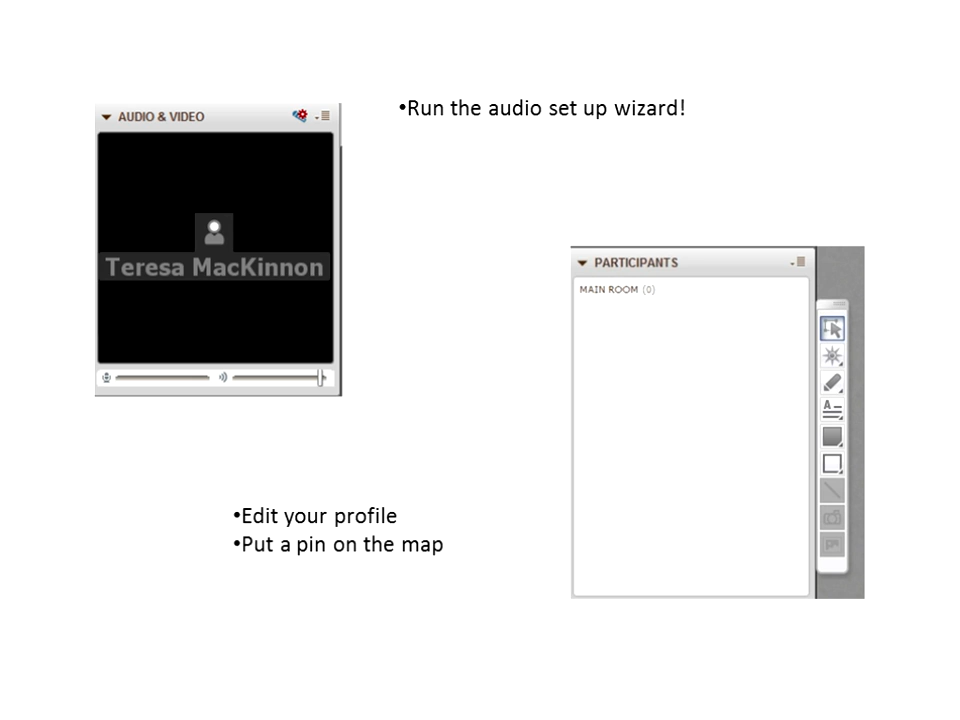 •Run the audio set up wizard!
AUDIO & VIDEO
Teresa MacKinnon
PARTICIPANTS
MAIN ROOM (0)
A
•Edit your profile
•Put a pin on the map